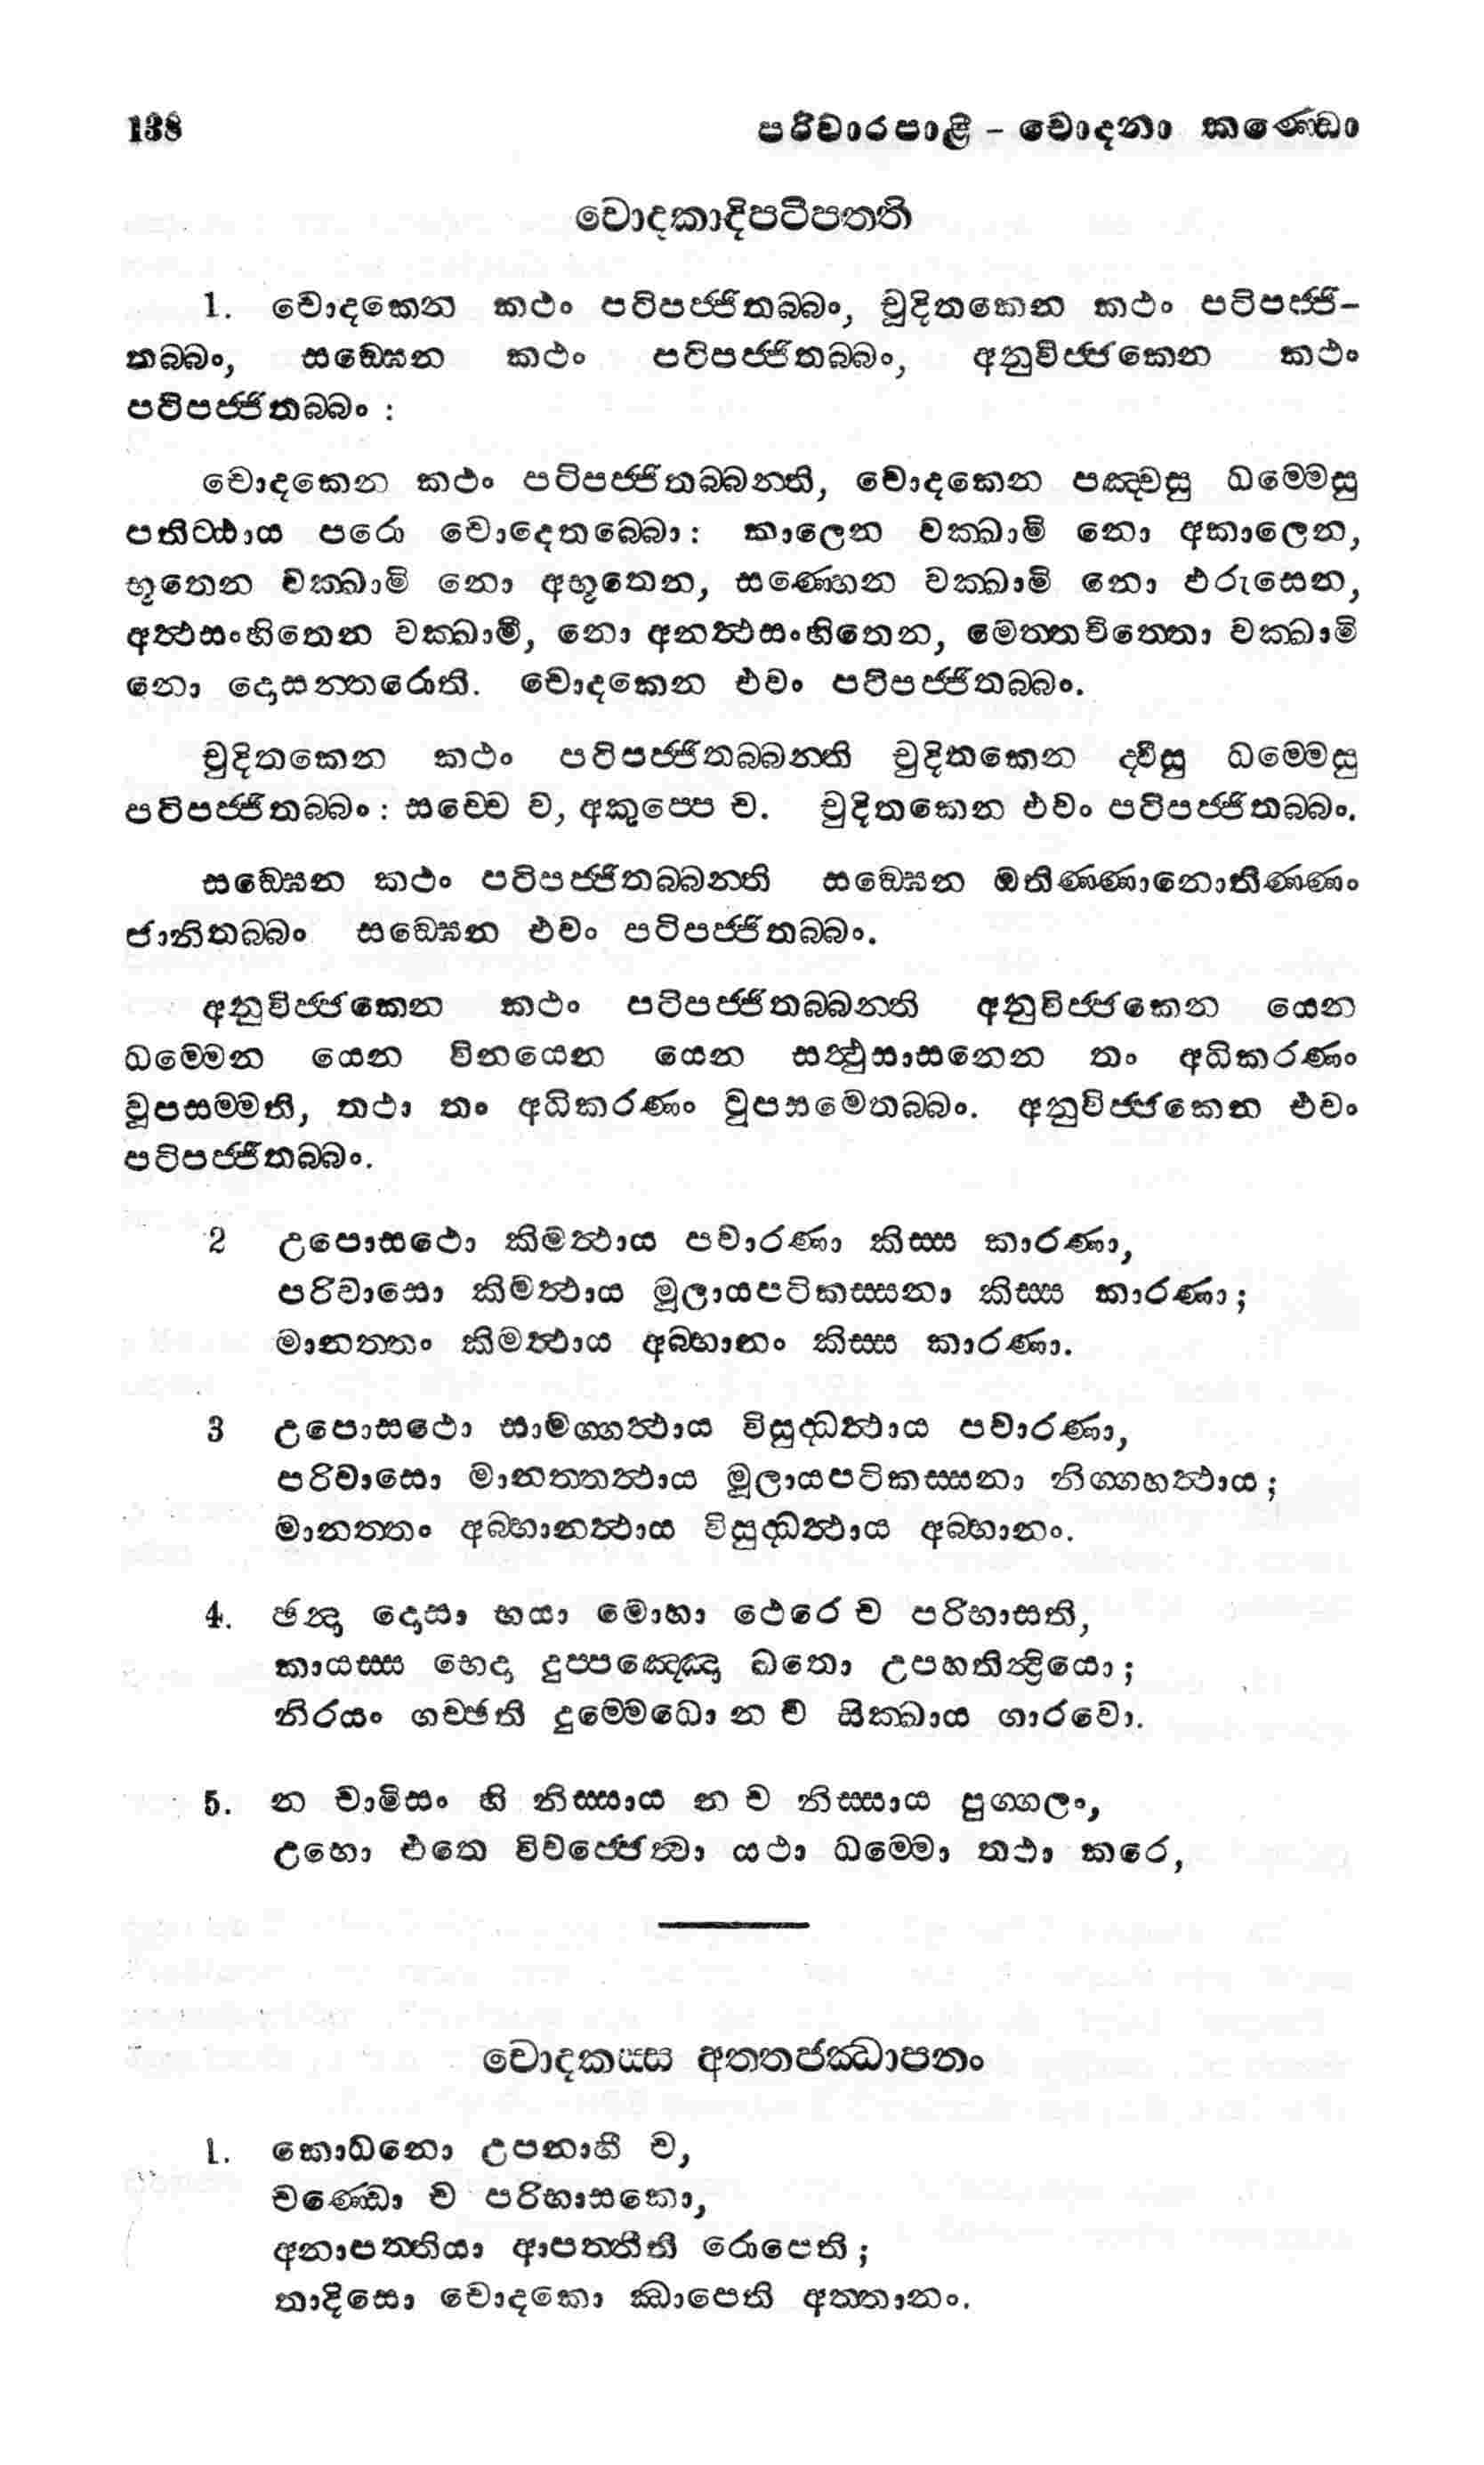 138 පරිවාරපාළි – චොදනා කණ්ඩො
චොදකාදිපටිපත්ති
1. චොදකෙන කථං පටිපජ්ජිතබ්බං, චුදිතකෙන කථං පටිපජ්ජි-
තබ්බං, සඞ්ඝෙන කථං පටිපජ්ජිතබ්බං, අනුවිජ්ජකෙන කථං
පටිපජ්ජිතබ්බං :
චොදකෙන කථං පටිපජ්ජිතබ්බන්ති, චොදකෙන පඤ්චසු ධම්මෙසු
පතිට්ඨාය පරො චොදෙතබ්බො: කාලෙන වක්ඛාමි නො අකාලෙන,
භූතෙන වක්ඛාමි නො අභූතෙන, සණ්හෙන වක්ඛාමි නො ඵරුසෙන,
අත්ථසංහිතෙන වක්ඛාමි, නො අනත්ථසංහිතෙන, මෙත්තචිත්තො වක්ඛාමි
නො දොසන්තරොති. චොදකෙන එවං පටිපජ්ජිතබ්බං.
චුදිතකෙන කථං පටිපජ්ජිතබ්බන්ති චුදිතකෙන ද්වීසු ධම්මෙසු
පටිපජ්ජිතබ්බං : සච්චෙ ච, අකුප්පෙ ච. චුදිතකෙන එවං පටිපජ්ජිතබ්බං.
සඞ්ඝෙන කථං පටිපජ්ජිතබ්බන්ති සඞ්ඝෙන ඔතිණ්ණානොතිණ්ණං
ජානිතබ්බං සඞ්ඝෙන එවං පටිපජ්ජිතබ්බං.
අනුවිජ්ජකෙන කථං පටිපජ්ජිතබ්බන්ති අනුවිජ්ජකෙන යෙන
ධම්මෙන යෙන විනයෙන යෙන සත්ථුසාසනෙන තං අධිකරණං
වූපසම්මති, තථා තං අධිකරණං වූපසමෙතබ්බං. අනුවිජ්ජකෙන එවං
පටිපජ්ජිතබ්බං.
2 උපොසථො කිමත්ථාය පවාරණා කිස්ස කාරණා,
පරිවාසො කිමත්ථාය මූලායපටිකස්සනා කිස්ස කාරණා;
මානත්තං කිමත්ථාය අබ්භානං කිස්ස කාරණා.
3 උපොසථො සාමග්ගත්ථාය විසුද්ධත්ථාය පවාරණා,
පරිවාසො මානත්තත්ථාය මූලායපටිකස්සනා නිග්ගහත්ථාය;
මානත්තං අබ්භානත්ථාය විසුද්ධත්ථාය අබ්භානං.
4. ඡන්දා දොසා භයා මොහා ථෙරෙ ච පරිභාසති,
කායස්ස භෙදා දුප්පඤ්ඤො ඛතො උපහතින්ද්‍රියො;
නිරයං ගච්ඡති දුම්මෙධො න ච සික්ඛාය ගාරවො.
5. න චාමිසං හි නිස්සාය න ච නිස්සාය පුග්ගලං,
උභො එතෙ විවජ්ජෙත්වා යථා ධම්මො තථා කරෙ,
චොදකස්ස අත්තජ්ඣාපනං
1. කොධනො උපනාහී ච,
චණ්ඩො ච පරිභාසකො,
අනාපත්තියා ආපත්තීති රොපෙති;
තාදිසො චොදකො ඣාපෙති අත්තානං.